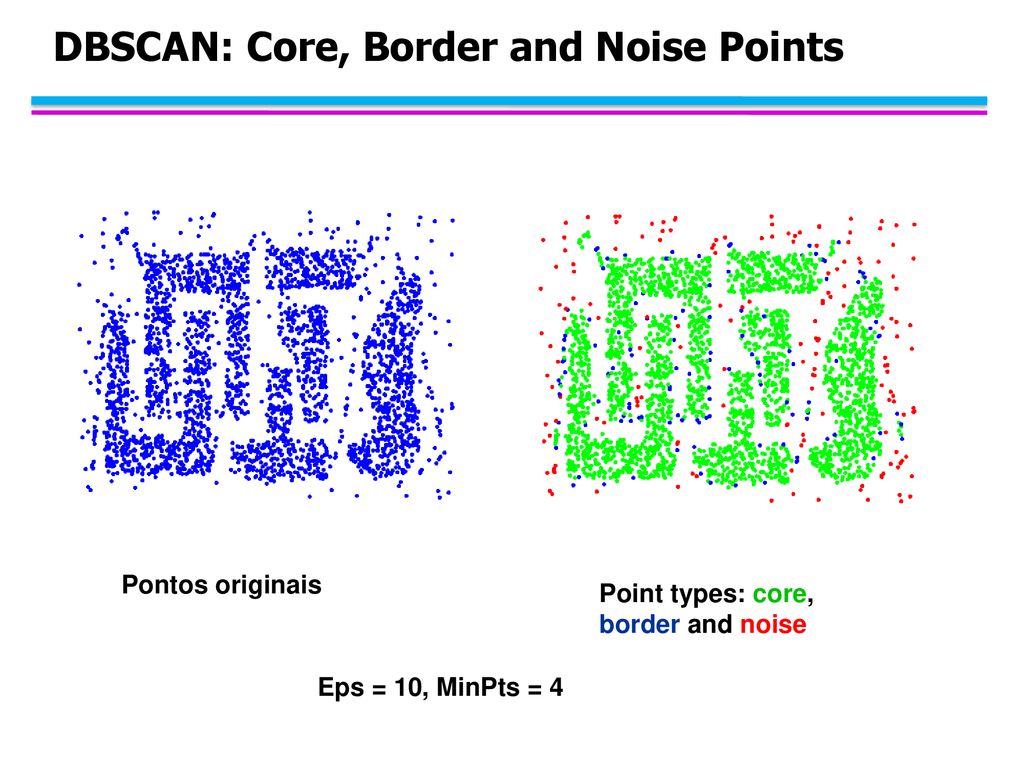 DBSCAN: Core, Border and Noise Points
Pontos originais
Point types: core,
border and noise
Eps = 10, MinPts = 4